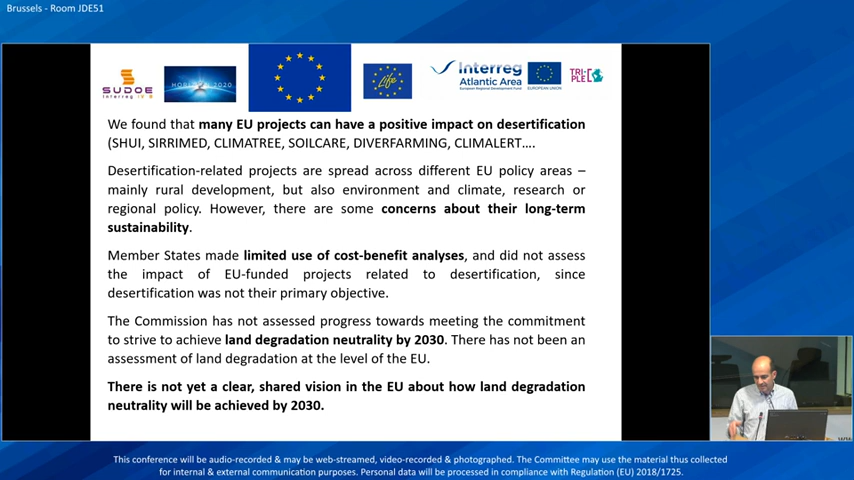 Brussels - Room JDE51
SUDOE
Interreg IV B
HORIZON 2020
Life
Interreg
Atlantic Area
European Regional Development Fund
EUROPEAN UNION
TRI-
PLE
We found that many EU projects can have a positive impact on desertification
(SHUI, SIRRIMED, CLIMATREE, SOILCARE, DIVERFARMING, CLIMALERT....
Desertification-related projects are spread across different EU policy areas –
mainly rural development, but also environment and climate, research or
regional policy. However, there are some concerns about their long-term
sustainability.
Member States made limited use of cost-benefit analyses, and did not assess
the impact of EU-funded projects related to desertification, since
desertification was not their primary objective.
The Commission has not assessed progress towards meeting the commitment
to strive to achieve land degradation neutrality by 2030. There has not been an
assessment of land degradation at the level of the EU.
There is not yet a clear, shared vision in the EU about how land degradation
neutrality will be achieved by 2030.
This conference will be audio-recorded & may be web-streamed, video-recorded & photographed. The Committee may use the material thus collected
for internal & external communication purposes. Personal data will be processed in compliance with Regulation (EU) 2018/1725.